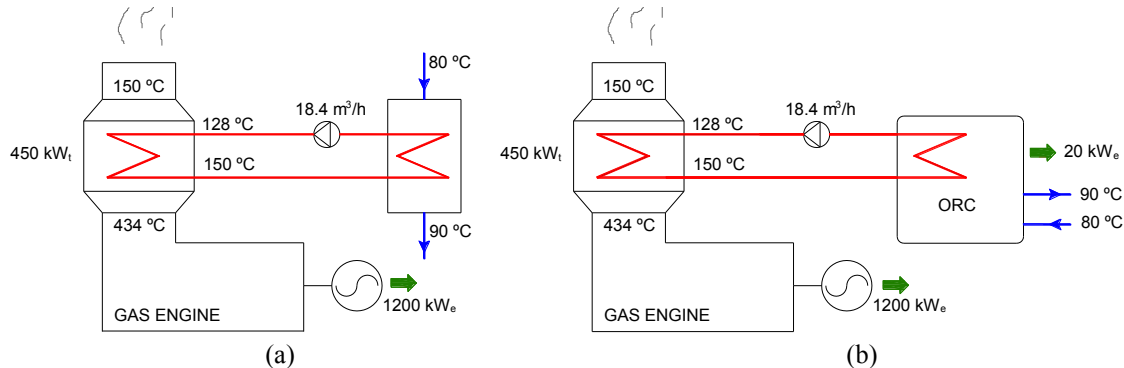 150 ºC
80 ºC
18.4 m³/h
128 ºC
450 kWₜ
150 ºC
434 ºC
90 ºC
1200 kWₑ
GAS ENGINE
(a)
150 ºC
18.4 m³/h
128 ºC
450 kWₜ
150 ºC
20 kWₑ
90 ºC
ORC
80 ºC
434 ºC
1200 kWₑ
GAS ENGINE
(b)